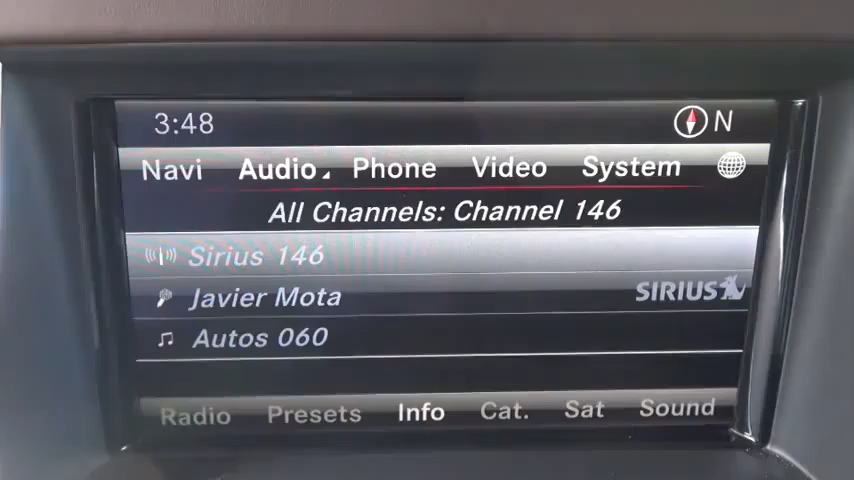 3:48 N
Navi Audio Phone Video System
All Channels: Channel 146
Sirius 146
Javier Mota SIRIUS
Autos 060
Radio Presets Info Cat. Sat Sound